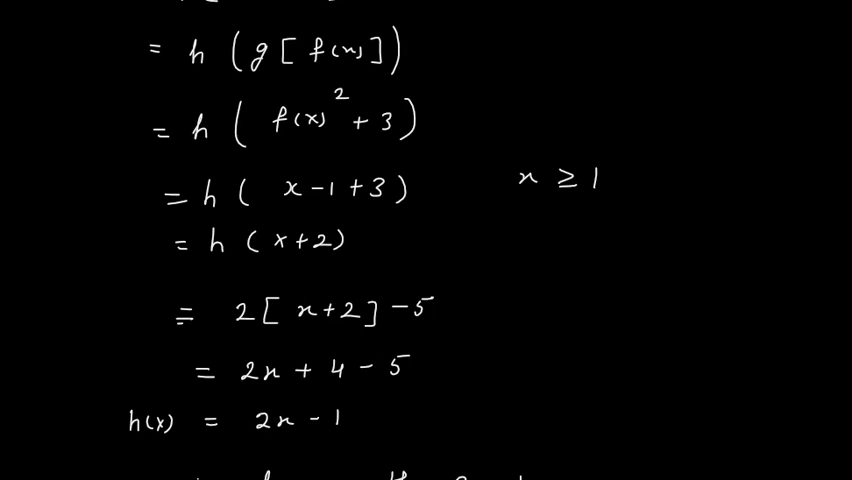 = h (g[f(x)])
= h ( f(x)² + 3)
= h ( x - 1 + 3) x ≥ 1
= h ( x + 2)
= 2[ x + 2 ] - 5
= 2x + 4 - 5
h(x) = 2x - 1